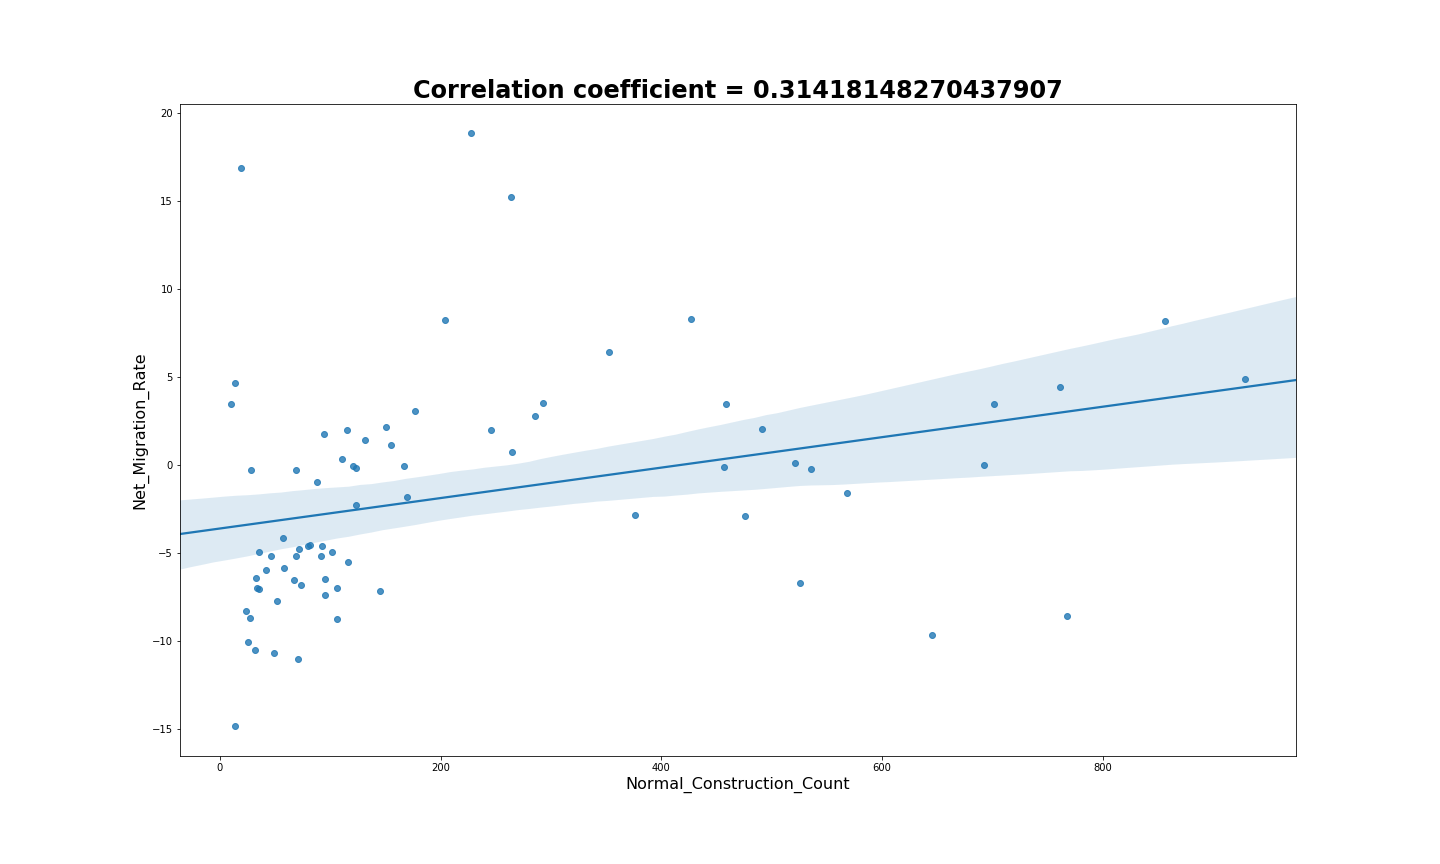 Correlation coefficient = 0.31418148270437907
20
15
10
5
0
−5
−10
−15
Net_Migration_Rate
0 200 400 600 800
Normal_Construction_Count